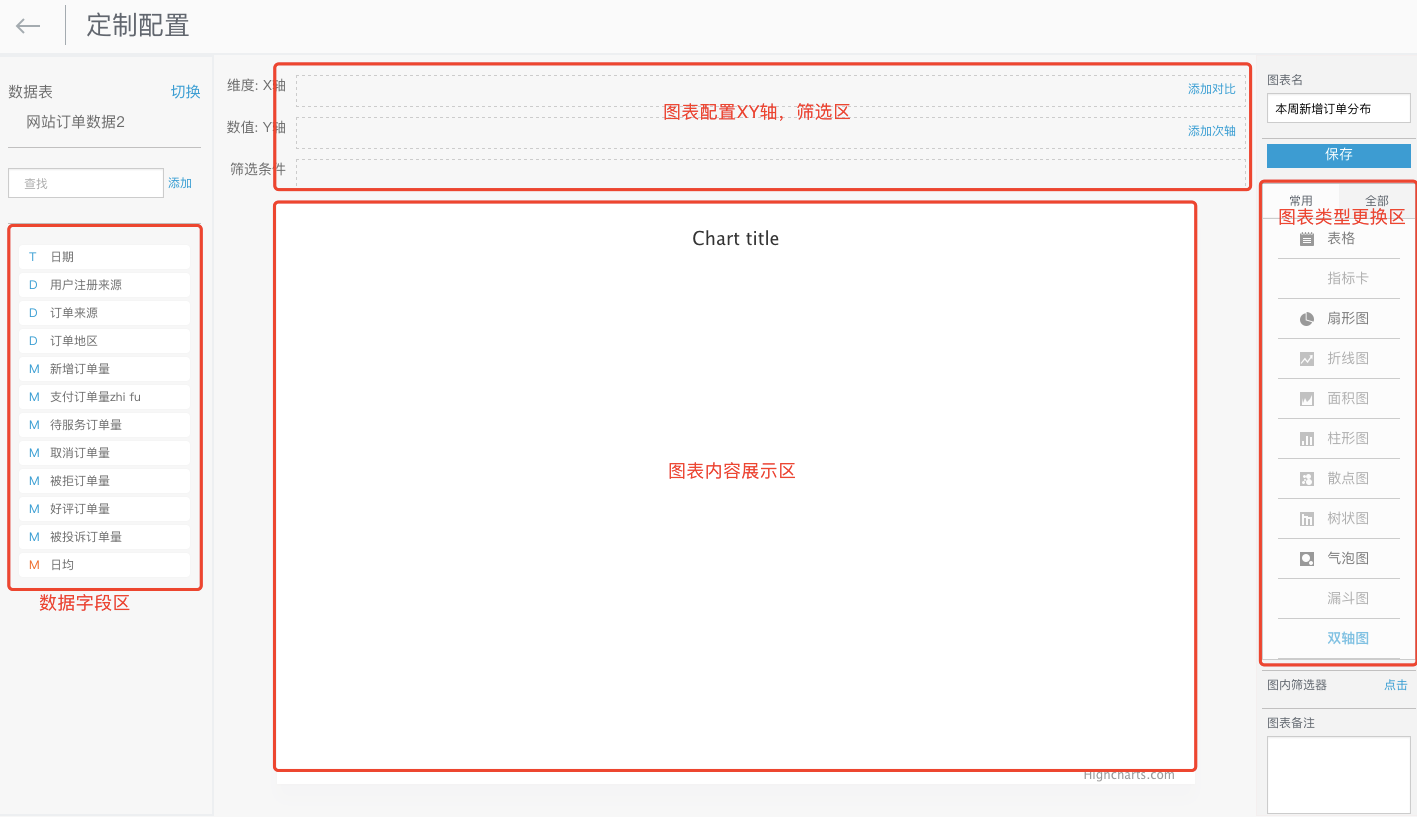 定制配置
数据表 切换
网站订单数据2
查找 添加
T 日期
D 用户注册来源
D 订单来源
D 订单地区
M 新增订单量
M 支付订单量zhi fu
M 待服务订单量
M 取消订单量
M 被拒订单量
M 好评订单量
M 被投诉订单量
M 日均
数据字段区
维度: X轴 添加对比
图表配置XY轴，筛选区
数值: Y轴 添加次轴
筛选条件
Chart title
图表内容展示区
Highcharts.com
图表名
本周新增订单分布
保存
常用 全部
图表类型更换区
表格
指标卡
扇形图
折线图
面积图
柱形图
散点图
树状图
气泡图
漏斗图
双轴图
图内筛选器 点击
图表备注